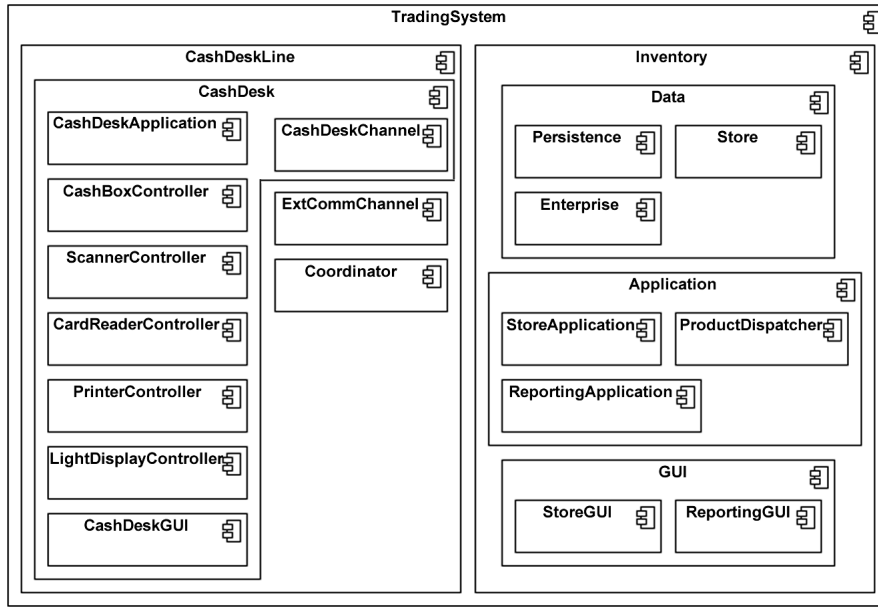 TradingSystem
CashDeskLine
CashDesk
CashDeskApplication
CashDeskChannel
CashBoxController
ExtCommChannel
ScannerController
Coordinator
CardReaderController
PrinterController
LightDisplayController
CashDeskGUI
Inventory
Data
Persistence
Store
Enterprise
Application
StoreApplication
ProductDispatcher
ReportingApplication
GUI
StoreGUI
ReportingGUI